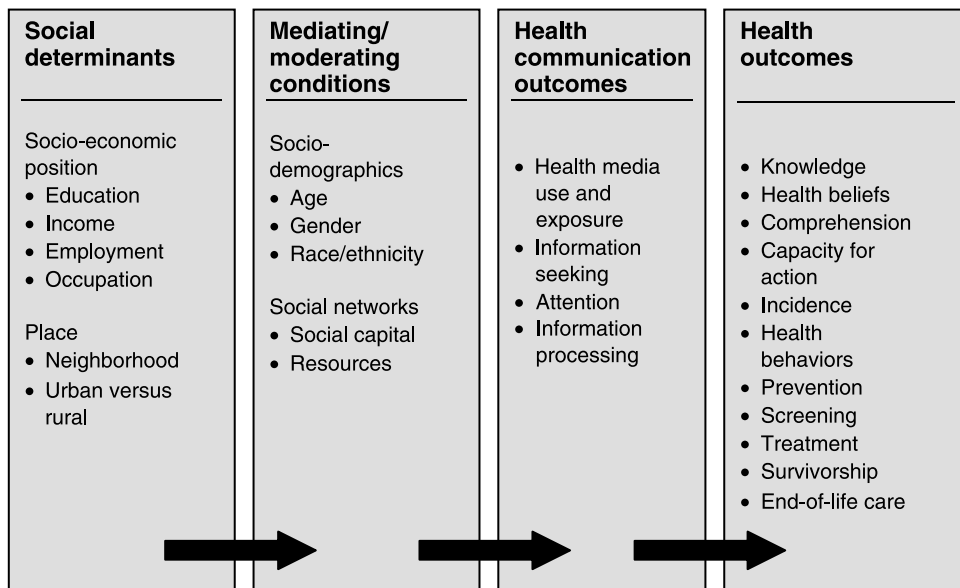 Social
determinants
Socio-economic
position
• Education
• Income
• Employment
• Occupation
Place
• Neighborhood
• Urban versus
rural
Mediating/
moderating
conditions
Socio-
demographics
• Age
• Gender
• Race/ethnicity
Social networks
• Social capital
• Resources
Health
communication
outcomes
• Health media
use and
exposure
• Information
seeking
• Attention
• Information
processing
Health
outcomes
• Knowledge
• Health beliefs
• Comprehension
• Capacity for
action
• Incidence
• Health
behaviors
• Prevention
• Screening
• Treatment
• Survivorship
• End-of-life care